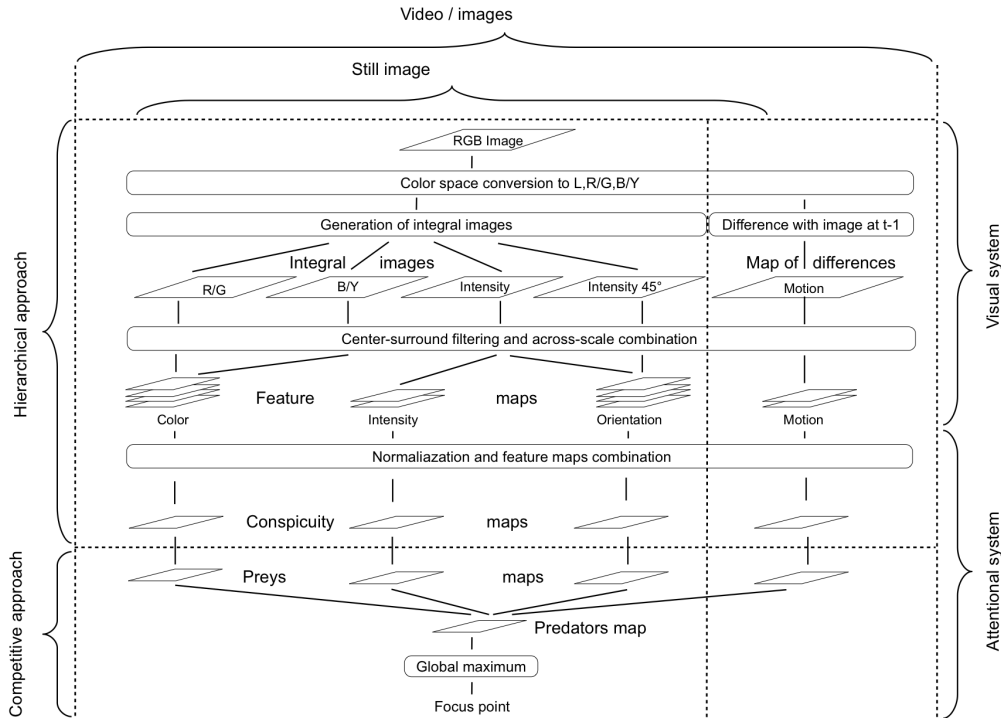 Video / images
Still image
RGB Image
Color space conversion to L,R/G,B/Y
Generation of integral images
Difference with image at t-1
Integral images
Map of differences
R/G
B/Y
Intensity
Intensity 45°
Motion
Center-surround filtering and across-scale combination
Feature maps
Color
Intensity
Orientation
Motion
Normaliazation and feature maps combination
Conspicuity maps
Preys maps
Predators map
Global maximum
Focus point
Hierarchical approach
Competitive approach
Visual system
Attentional system